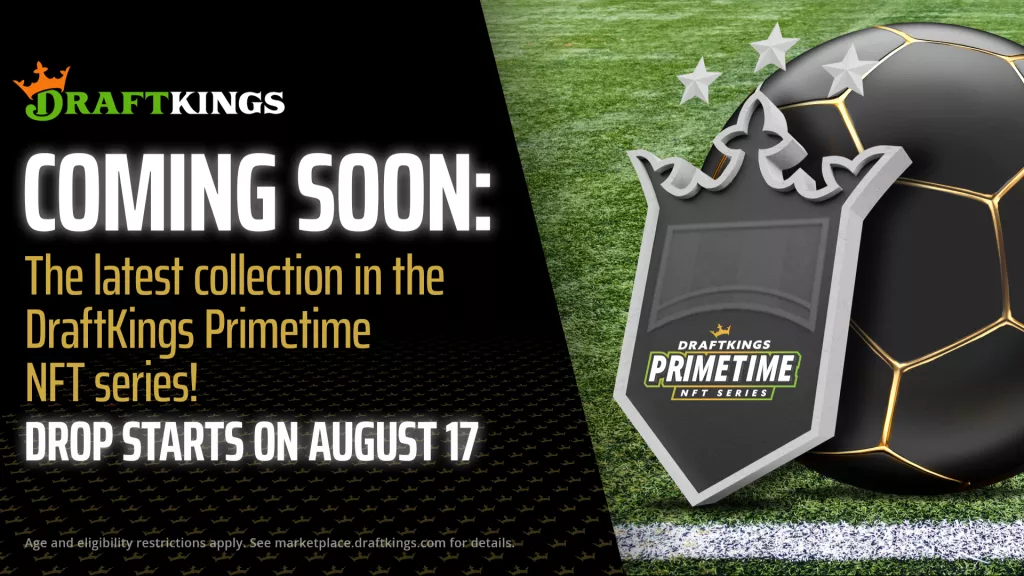 DRAFTKINGS
COMING SOON:
The latest collection in the
DraftKings Primetime
NFT series!
DROP STARTS ON AUGUST 17
Age and eligibility restrictions apply. See marketplace.draftkings.com for details.
DRAFTKINGS
PRIMETIME
NFT SERIES